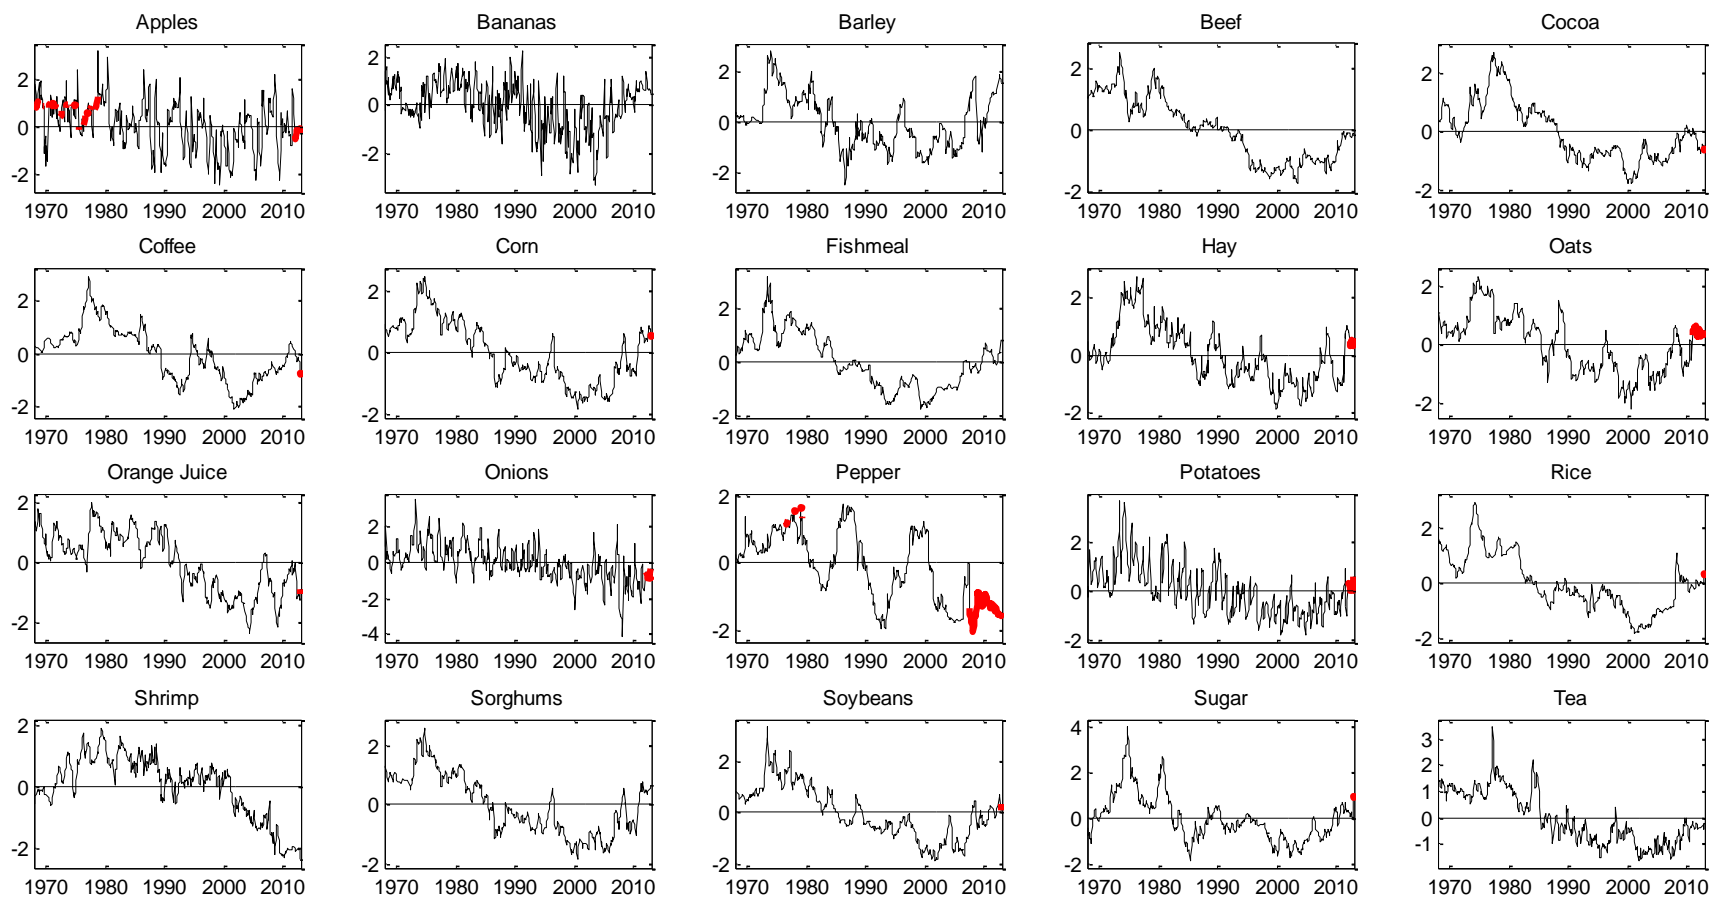 Apples Bananas Barley Beef Cocoa
2 0 -2 2 0 -2 2 0 -2 2 0 -2 2 0 -2
1970 1980 1990 2000 2010 1970 1980 1990 2000 2010 1970 1980 1990 2000 2010 1970 1980 1990 2000 2010 1970 1980 1990 2000 2010
Coffee Corn Fishmeal Hay Oats
2 0 -2 2 0 -2 2 0 -2 2 0 -2 2 0 -2
1970 1980 1990 2000 2010 1970 1980 1990 2000 2010 1970 1980 1990 2000 2010 1970 1980 1990 2000 2010 1970 1980 1990 2000 2010
Orange Juice Onions Pepper Potatoes Rice
2 0 -2 2 0 -2 -4 2 0 -2 2 0 -2 2 0 -2
1970 1980 1990 2000 2010 1970 1980 1990 2000 2010 1970 1980 1990 2000 2010 1970 1980 1990 2000 2010 1970 1980 1990 2000 2010
Shrimp Sorghums Soybeans Sugar Tea
2 0 -2 2 0 -2 2 0 -2 4 2 0 -2 3 2 1 0 -1
1970 1980 1990 2000 2010 1970 1980 1990 2000 2010 1970 1980 1990 2000 2010 1970 1980 1990 2000 2010 1970 1980 1990 2000 2010